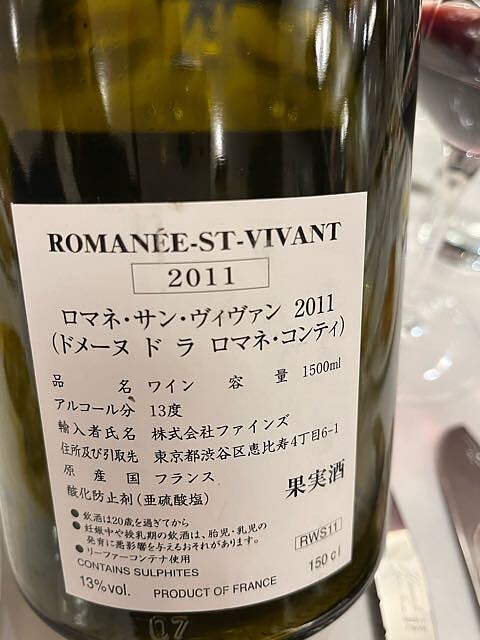 ROMANÉE-ST-VIVANT
2011
ロマネ・サン・ヴィヴァン 2011
(ドメーヌ ド ラ ロマネ・コンティ)
品 名 ワイン 容 量 1500ml
アルコール分 13度
輸入者氏名 株式会社ファインズ
住所及び引取先 東京都渋谷区恵比寿4丁目6-1
原 産 国 フランス
酸化防止剤(亜硫酸塩)
果実酒
● 飲酒は20歳を過ぎてから
● 妊娠中や授乳期の飲酒は、胎児・乳児の
発育に悪影響を与えるおそれがあります。
● リーファーコンテナ使用
RWS11
CONTAINS SULPHITES
150 cl
13%vol. PRODUCT OF FRANCE
07